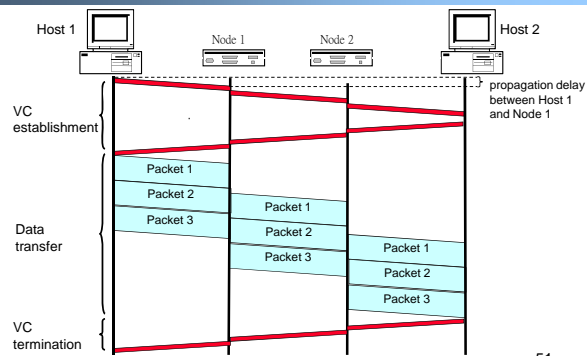 Host 1
Node 1
Node 2
Host 2
propagation delay
between Host 1
and Node 1
VC
establishment
Packet 1
Packet 2
Packet 3
Packet 1
Packet 2
Packet 3
Packet 1
Packet 2
Packet 3
Data
transfer
VC
termination